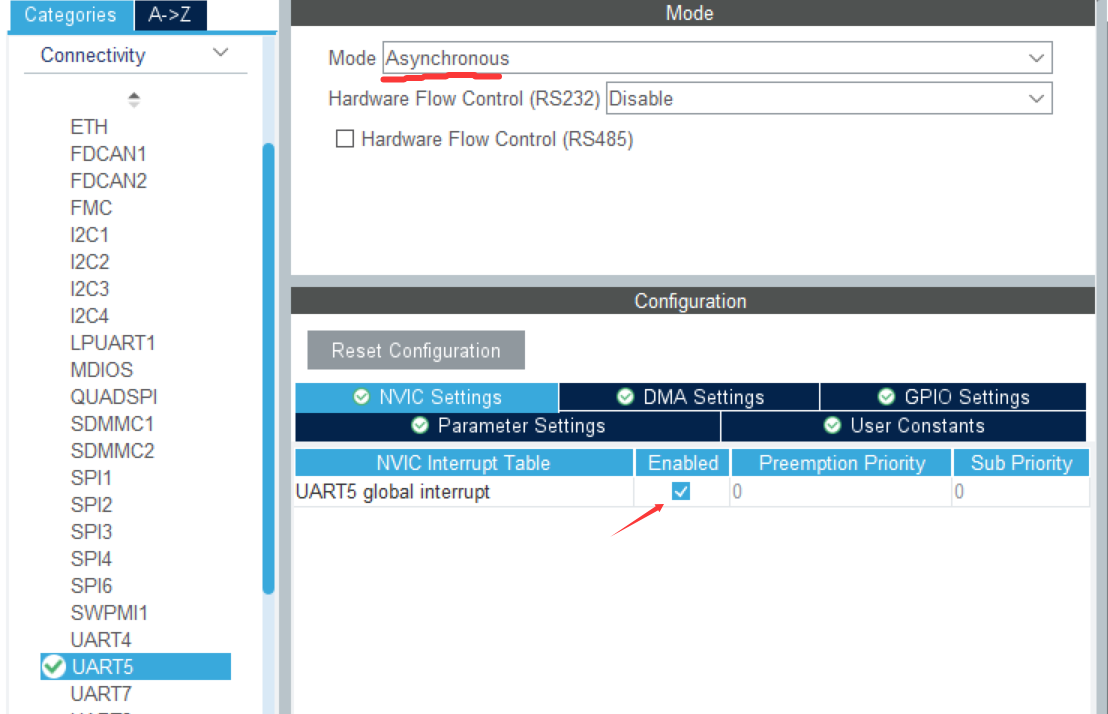 Categories A->Z
Connectivity
ETH
FDCAN1
FDCAN2
FMC
I2C1
I2C2
I2C3
I2C4
LPUART1
MDIOS
QUADSPI
SDMMC1
SDMMC2
SPI1
SPI2
SPI3
SPI4
SPI6
SWPMI1
UART4
UART5
UART7
Mode
Mode Asynchronous
Hardware Flow Control (RS232) Disable
Hardware Flow Control (RS485)
Configuration
Reset Configuration
NVIC Settings DMA Settings GPIO Settings
Parameter Settings User Constants
NVIC Interrupt Table Enabled Preemption Priority Sub Priority
UART5 global interrupt 0 0